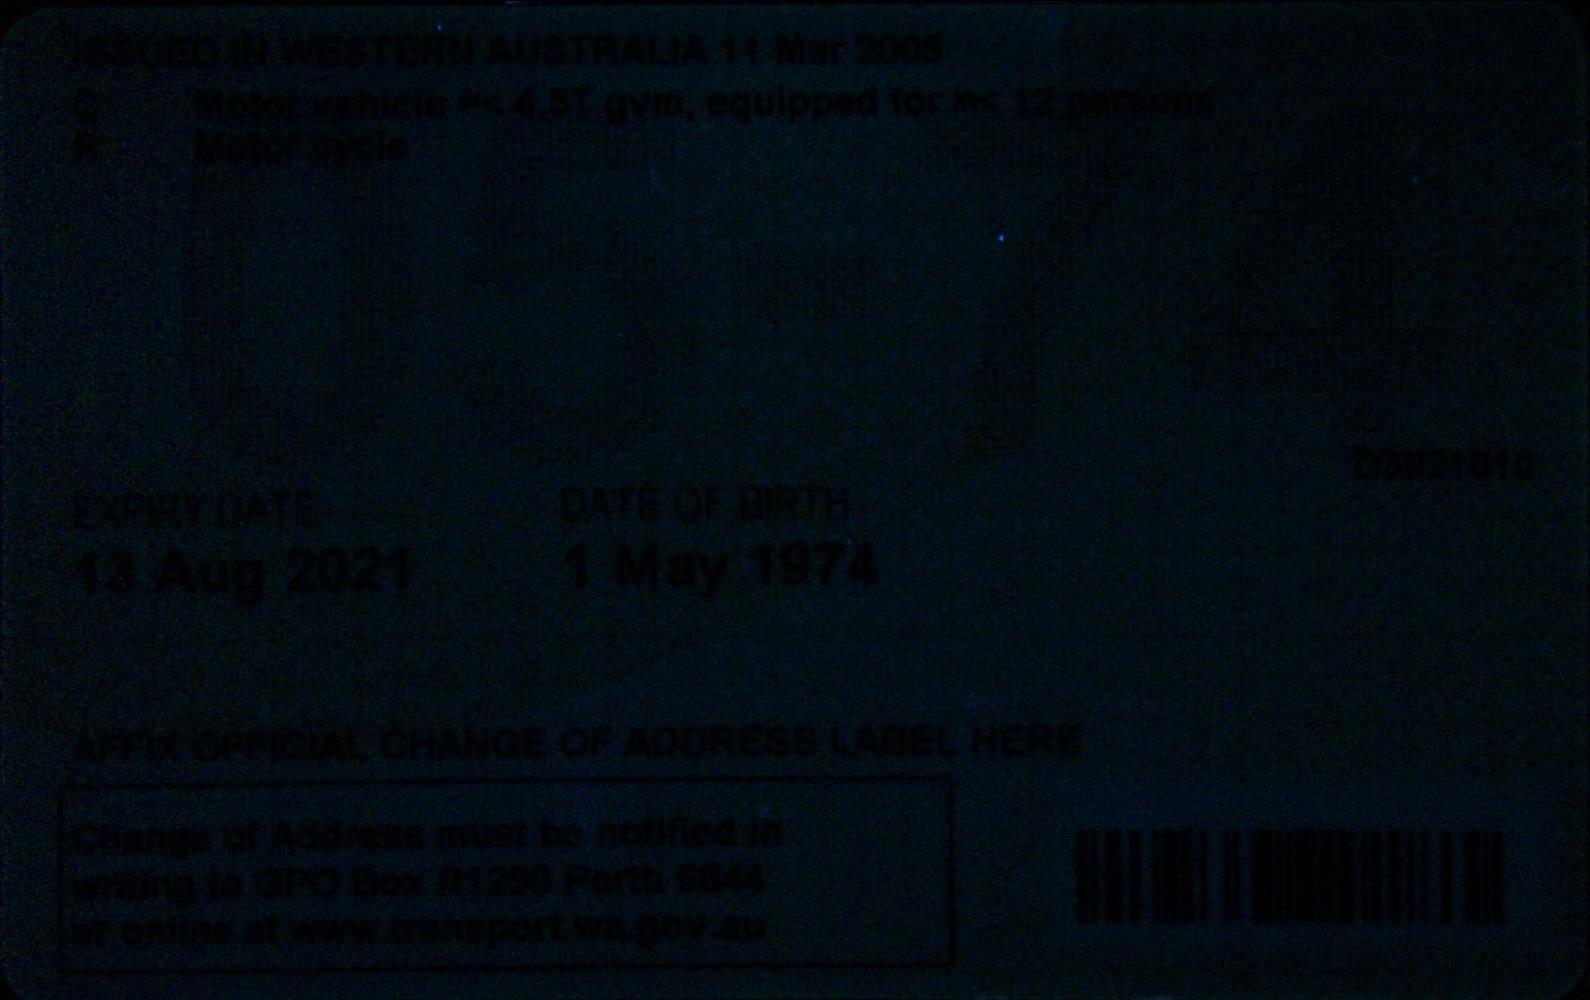 ISSUED IN WESTERN AUSTRALIA 11 Mar 2005
C Motor vehicle =< 4.5T gvm, equipped for =< 12 persons
R Motor cycle
05-74
D3821810
EXPIRY DATE DATE OF BIRTH
13 Aug 2021 1 May 1974
AFFIX OFFICIAL CHANGE OF ADDRESS LABEL HERE
Change of Address must be notified in
writing to GPO Box R1290 Perth 6844
or online at www.transport.wa.gov.au